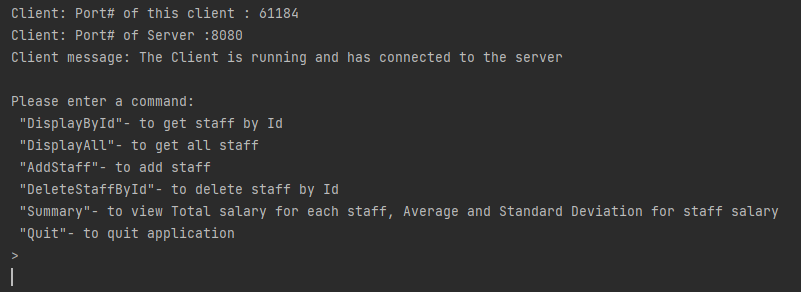 Client: Port# of this client : 61184
Client: Port# of Server :8080
Client message: The Client is running and has connected to the server
Please enter a command:
"DisplayById"- to get staff by Id
"DisplayAll"- to get all staff
"AddStaff"- to add staff
"DeleteStaffById"- to delete staff by Id
"Summary"- to view Total salary for each staff, Average and Standard Deviation for staff salary
"Quit"- to quit application
>